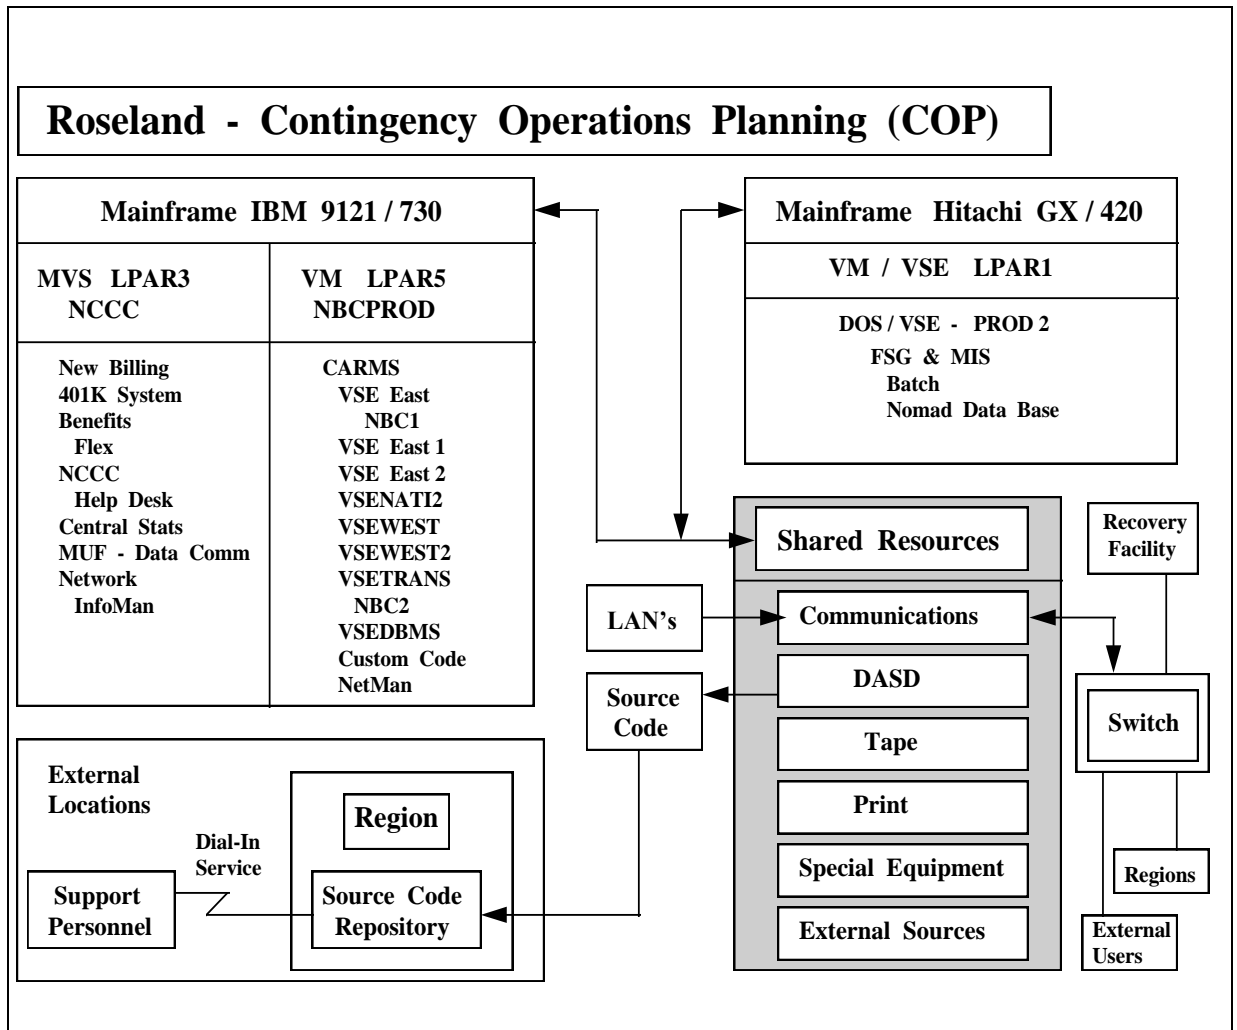 Roseland - Contingency Operations Planning (COP)
Mainframe IBM 9121 / 730
MVS LPAR3
NCCC
New Billing
401K System
Benefits
Flex
NCCC
Help Desk
Central Stats
MUF - Data Comm
Network
InfoMan
VM LPAR5
NBCPROD
CARMS
VSE East
NBC1
VSE East 1
VSE East 2
VSENATI2
VSEWEST
VSEWEST2
VSETRANS
NBC2
VSEDBMS
Custom Code
NetMan
Mainframe Hitachi GX / 420
VM / VSE LPAR1
DOS / VSE - PROD 2
FSG & MIS
Batch
Nomad Data Base
Shared Resources
Communications
DASD
Tape
Print
Special Equipment
External Sources
LAN's
Source
Code
Recovery
Facility
Switch
Regions
External
Users
External
Locations
Region
Dial-In
Service
Support
Personnel
Source Code
Repository